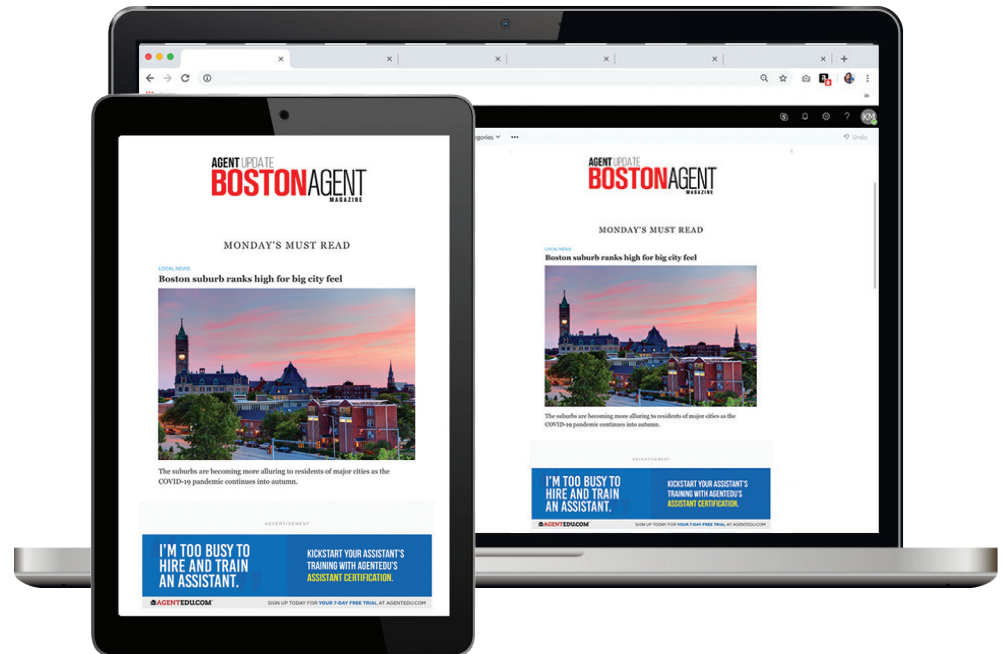 AGENT UPDATE
BOSTONAGENT
MAGAZINE
MONDAY'S MUST READ
LOCAL NEWS
Boston suburb ranks high for big city feel
The suburbs are becoming more alluring to residents of major cities as the
COVID-19 pandemic continues into autumn.
ADVERTISEMENT
I'M TOO BUSY TO
HIRE AND TRAIN
AN ASSISTANT.
KICKSTART YOUR ASSISTANT'S
TRAINING WITH AGENTEDU'S
ASSISTANT CERTIFICATION.
AGENTEDU.COM
SIGN UP TODAY FOR YOUR 7-DAY FREE TRIAL AT AGENTEDU.COM
KM
gories
Undo
AGENT UPDATE
BOSTONAGENT
MAGAZINE
MONDAY'S MUST READ
LOCAL NEWS
Boston suburb ranks high for big city feel
The suburbs are becoming more alluring to residents of major cities as the
COVID-19 pandemic continues into autumn.
ADVERTISEMENT
I'M TOO BUSY TO
HIRE AND TRAIN
AN ASSISTANT.
KICKSTART YOUR ASSISTANT'S
TRAINING WITH AGENTEDU'S
ASSISTANT CERTIFICATION.
AGENTEDU.COM
SIGN UP TODAY FOR YOUR 7-DAY FREE TRIAL AT AGENTEDU.COM